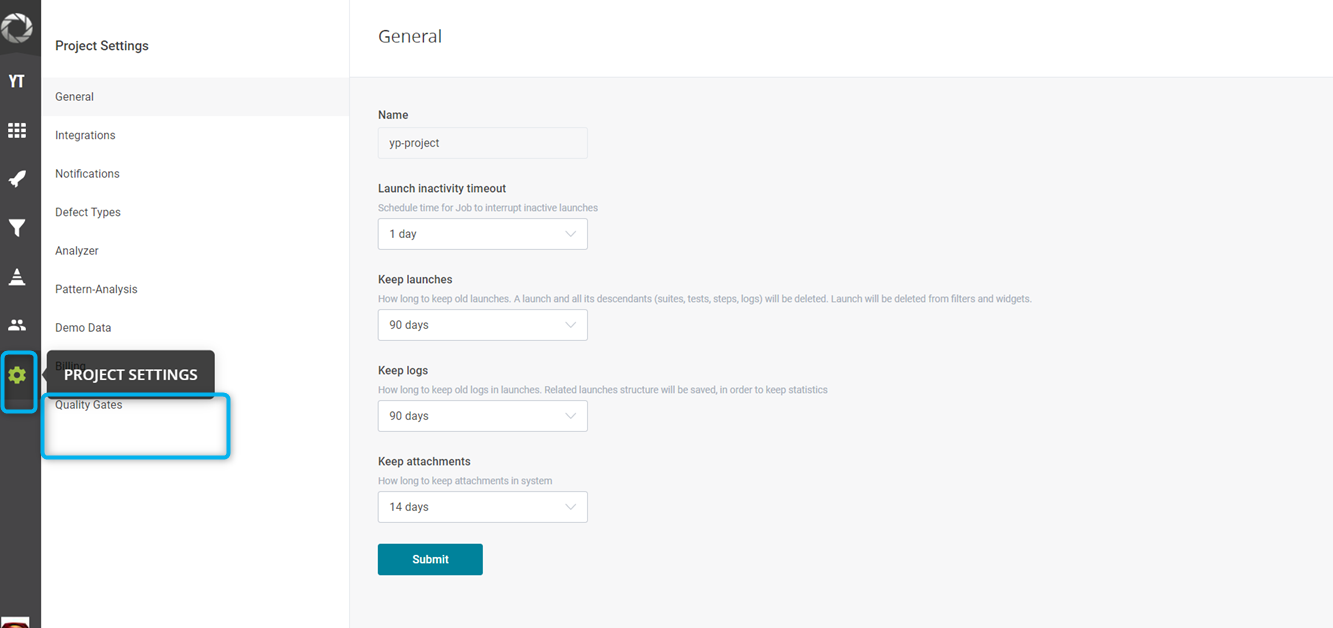 YT
Project Settings
General
Integrations
Notifications
Defect Types
Analyzer
Pattern-Analysis
Demo Data
Billing
PROJECT SETTINGS
Quality Gates
General
Name
yp-project
Launch inactivity timeout
Schedule time for Job to interrupt inactive launches
1 day
Keep launches
How long to keep old launches. A launch and all its descendants (suites, tests, steps, logs) will be deleted. Launch will be deleted from filters and widgets.
90 days
Keep logs
How long to keep old logs in launches. Related launches structure will be saved, in order to keep statistics
90 days
Keep attachments
How long to keep attachments in system
14 days
Submit